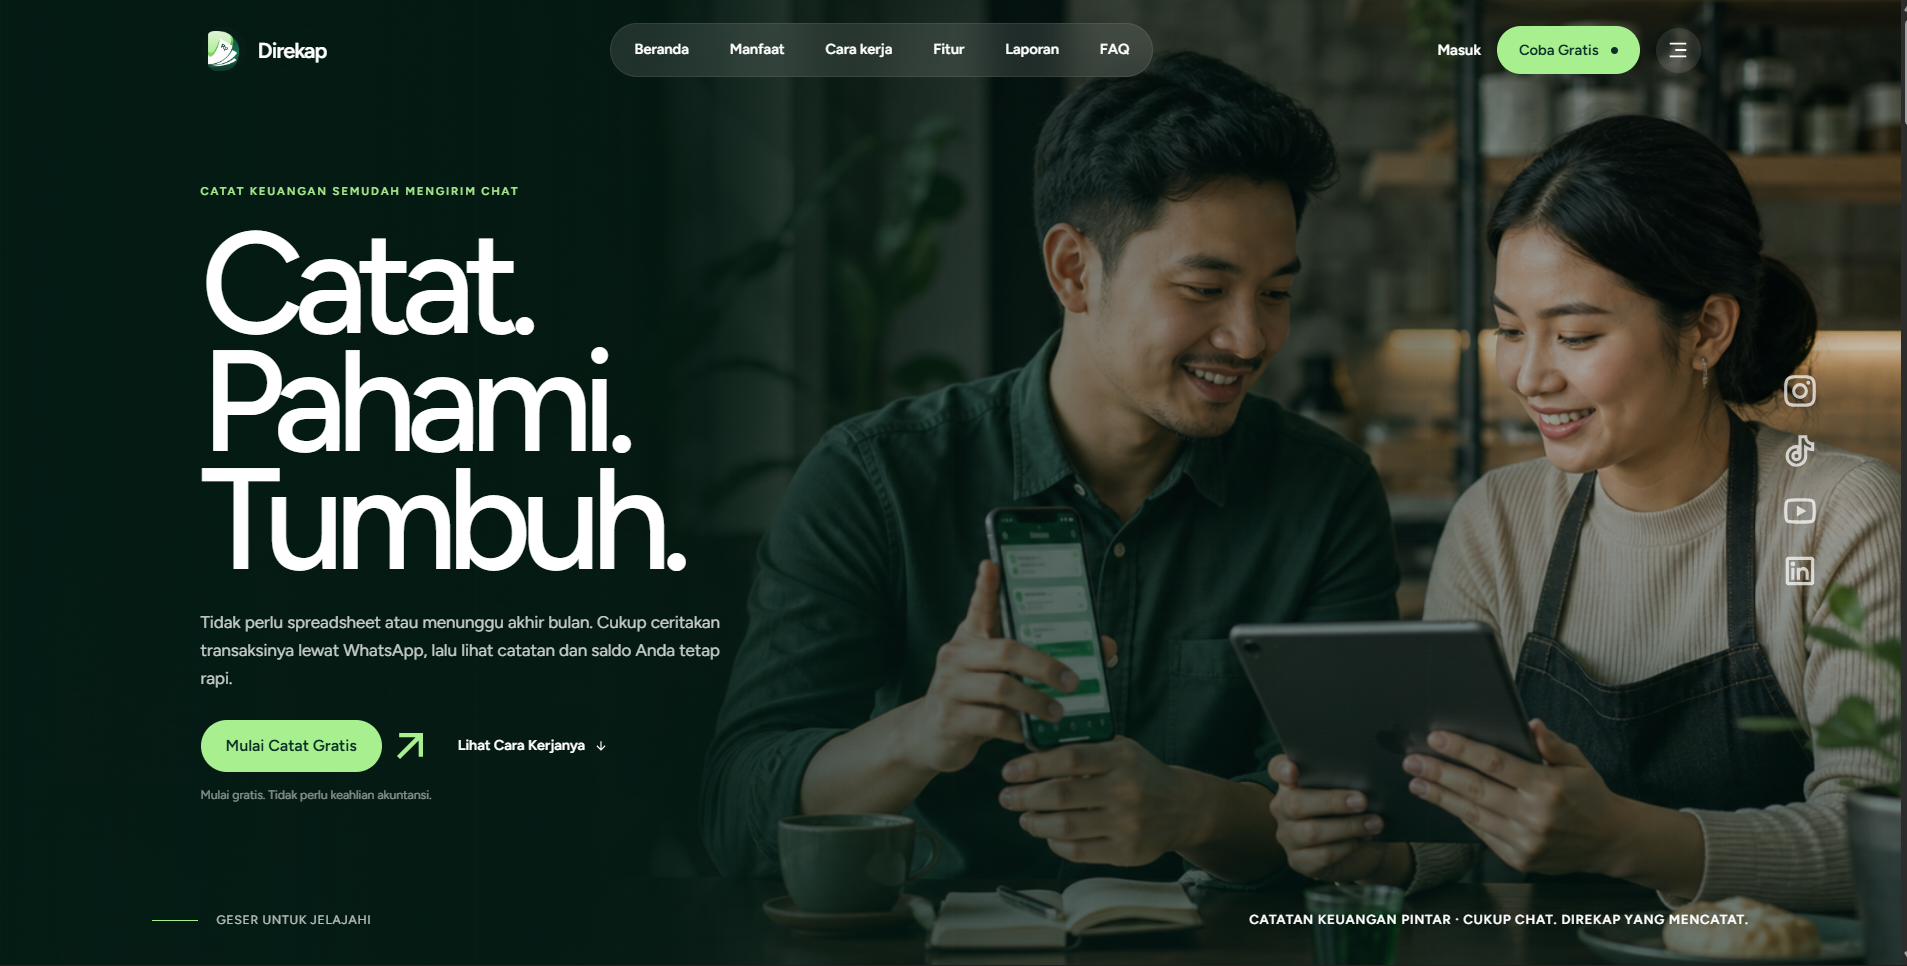 Direkap
Beranda
Manfaat
Cara kerja
Fitur
Laporan
FAQ
Masuk
Coba Gratis
CATAT KEUANGAN SEMUDAH MENGIRIM CHAT
Catat.
Pahami.
Tumbuh.
Tidak perlu spreadsheet atau menunggu akhir bulan. Cukup ceritakan
transaksinya lewat WhatsApp, lalu lihat catatan dan saldo Anda tetap
rapi.
Mulai Catat Gratis
Lihat Cara Kerjanya ↓
Mulai gratis. Tidak perlu keahlian akuntansi.
in
GESER UNTUK JELAJAHI
CATATAN KEUANGAN PINTAR · CUKUP CHAT. DIREKAP YANG MENCATAT.